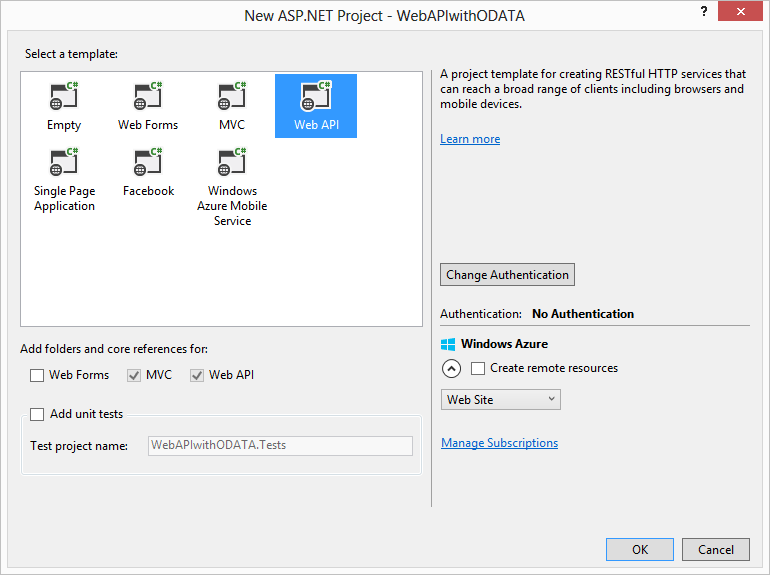 New ASP.NET Project - WebAPIwithODATA
?
Select a template:
C# C# C# C#
Empty Web Forms MVC Web API
C# C# C#
Single Page Facebook Windows
Application Azure Mobile
Service
A project template for creating RESTful HTTP services that
can reach a broad range of clients including browsers and
mobile devices.
Learn more
Change Authentication
Authentication: No Authentication
Windows Azure
Create remote resources
Web Site
Manage Subscriptions
Add folders and core references for:
Web Forms MVC Web API
Add unit tests
Test project name: WebAPIwithODATA.Tests
OK Cancel